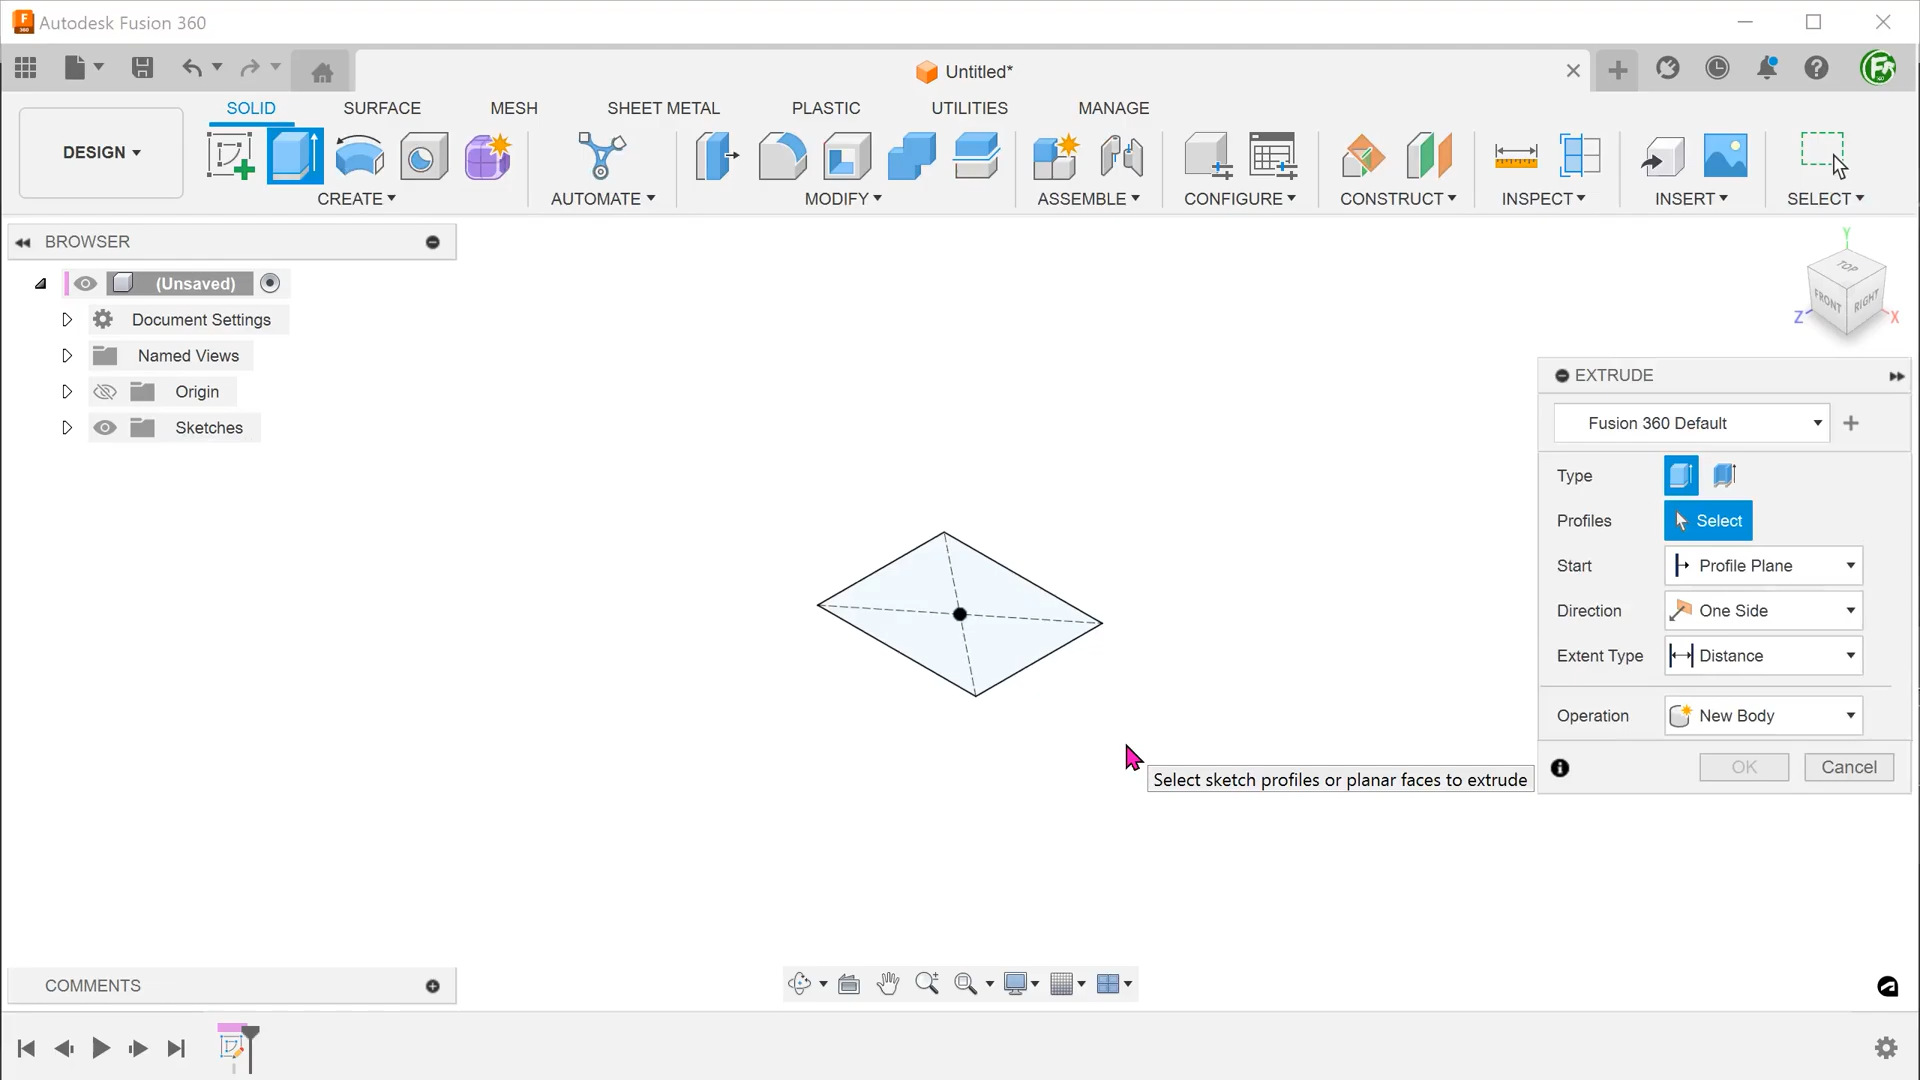 Autodesk Fusion 360
Untitled*
SOLID SURFACE MESH SHEET METAL PLASTIC UTILITIES MANAGE
DESIGN
CREATE AUTOMATE MODIFY ASSEMBLE CONFIGURE CONSTRUCT INSPECT INSERT SELECT
BROWSER
(Unsaved)
Document Settings
Named Views
Origin
Sketches
Y
TOP
FRONT RIGHT
Z X
EXTRUDE
Fusion 360 Default
Type
Profiles Select
Start Profile Plane
Direction One Side
Extent Type Distance
Operation New Body
OK Cancel
Select sketch profiles or planar faces to extrude
COMMENTS